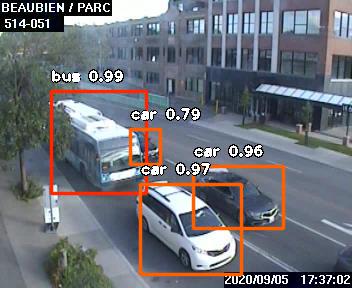 BEAUBIEN / PARC
514-051
bus 0.99
car 0.79
car 0.96
car 0.97
2020/09/05 17:37:02